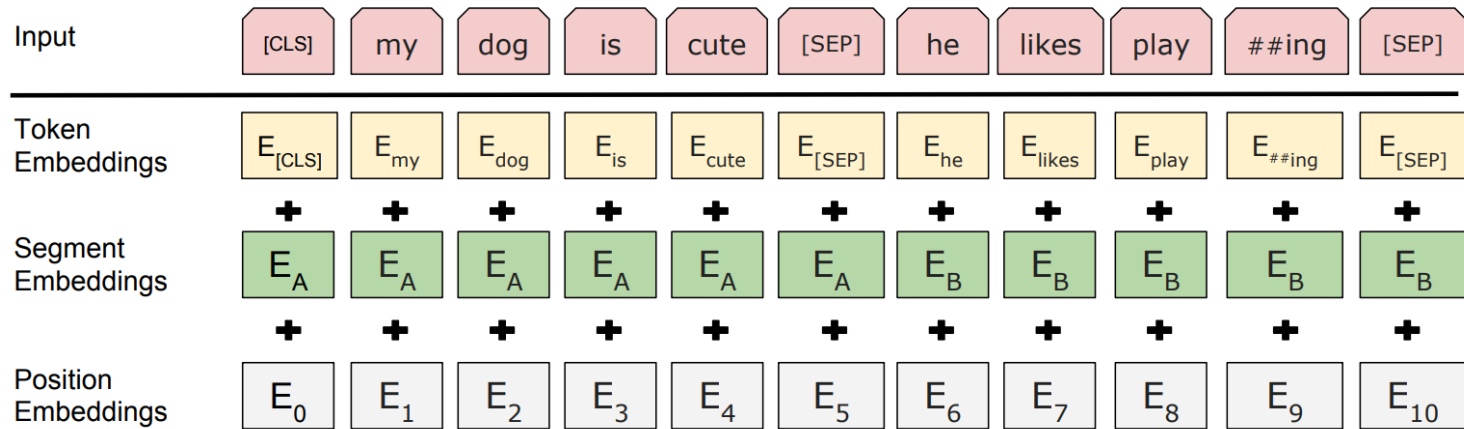 Input [CLS] my dog is cute [SEP] he likes play ##ing [SEP]
Token Embeddings E[CLS] Emy Edog Eis Ecute E[SEP] Ehe Elikes Eplay E##ing E[SEP]
+ + + + + + + + + + +
Segment Embeddings EA EA EA EA EA EA EB EB EB EB EB
+ + + + + + + + + + +
Position Embeddings E0 E1 E2 E3 E4 E5 E6 E7 E8 E9 E10